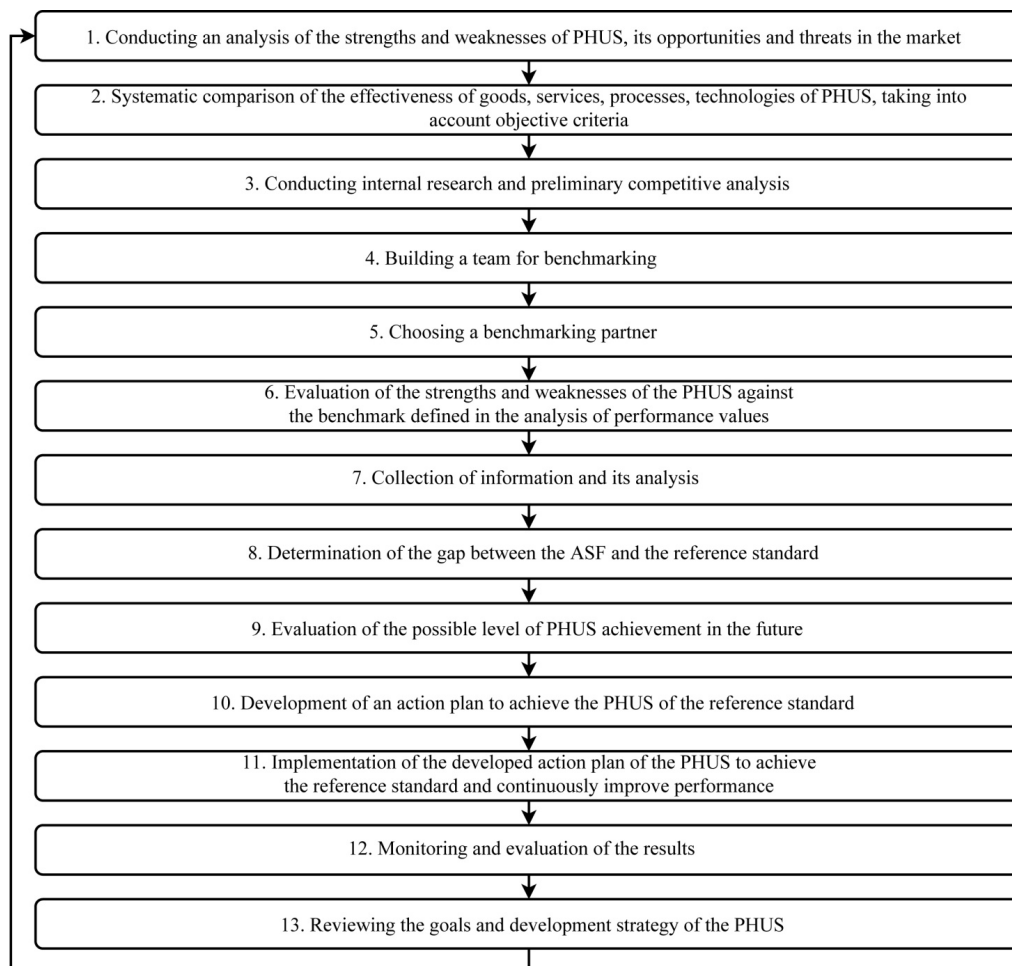 1. Conducting an analysis of the strengths and weaknesses of PHUS, its opportunities and threats in the market
2. Systematic comparison of the effectiveness of goods, services, processes, technologies of PHUS, taking into
account objective criteria
3. Conducting internal research and preliminary competitive analysis
4. Building a team for benchmarking
5. Choosing a benchmarking partner
6. Evaluation of the strengths and weaknesses of the PHUS against
the benchmark defined in the analysis of performance values
7. Collection of information and its analysis
8. Determination of the gap between the ASF and the reference standard
9. Evaluation of the possible level of PHUS achievement in the future
10. Development of an action plan to achieve the PHUS of the reference standard
11. Implementation of the developed action plan of the PHUS to achieve
the reference standard and continuously improve performance
12. Monitoring and evaluation of the results
13. Reviewing the goals and development strategy of the PHUS